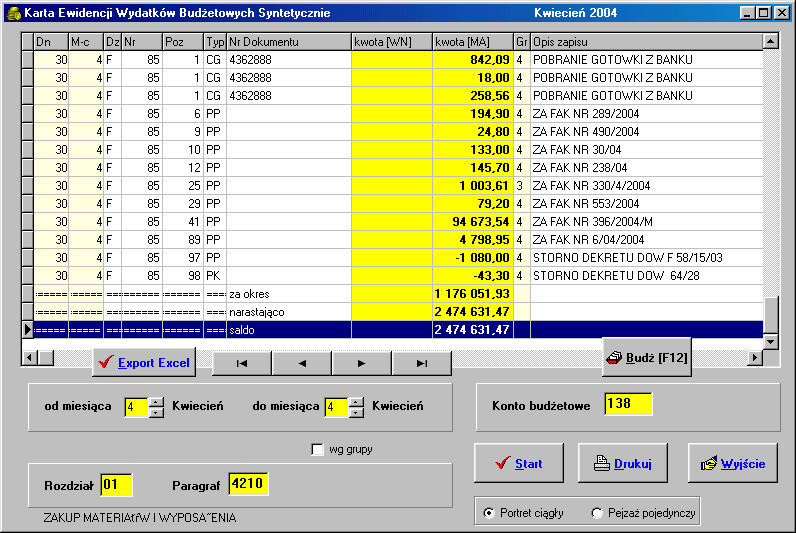 Karta Ewidencji Wydatków Budżetowych Syntetycznie Kwiecień 2004
Dn M-c Dz Nr Poz Typ Nr Dokumentu kwota [WN] kwota [MA] Gr Opis zapisu
30 4 F 85 1 CG 4362888 842,09 4 POBRANIE GOTOWKI Z BANKU
30 4 F 85 1 CG 4362888 18,00 4 POBRANIE GOTOWKI Z BANKU
30 4 F 85 1 CG 4362888 258,56 4 POBRANIE GOTOWKI Z BANKU
30 4 F 85 6 PP 194,90 4 ZA FAK NR 289/2004
30 4 F 85 9 PP 24,80 4 ZA FAK NR 490/2004
30 4 F 85 10 PP 133,00 4 ZA FAK NR 30/04
30 4 F 85 12 PP 145,70 4 ZA FAK NR 238/04
30 4 F 85 25 PP 1 003,61 3 ZA FAK NR 330/4/2004
30 4 F 85 29 PP 79,20 4 ZA FAK NR 553/2004
30 4 F 85 41 PP 94 673,54 4 ZA FAK NR 396/2004/M
30 4 F 85 89 PP 4 798,95 4 ZA FAK NR 6/04/2004
30 4 F 85 97 PP -1 080,00 4 STORNO DEKRETU DOW F 58/15/03
30 4 F 85 98 PK -43,30 4 STORNO DEKRETU DOW 64/28
===== ===== === ===== ===== ==== za okres 1 176 051,93
===== ===== === ===== ===== ==== narastająco 2 474 631,47
===== ===== === ===== ===== ==== saldo 2 474 631,47
Export Excel Budż [F12]
od miesiąca 4 Kwiecień do miesiąca 4 Kwiecień Konto budżetowe 138
wg grupy
Start Drukuj Wyjście
Rozdział 01 Paragraf 4210
Portret ciągły Pejzaż pojedynczy
ZAKUP MATERIAŁŕW I WYPOSA˝ENIA